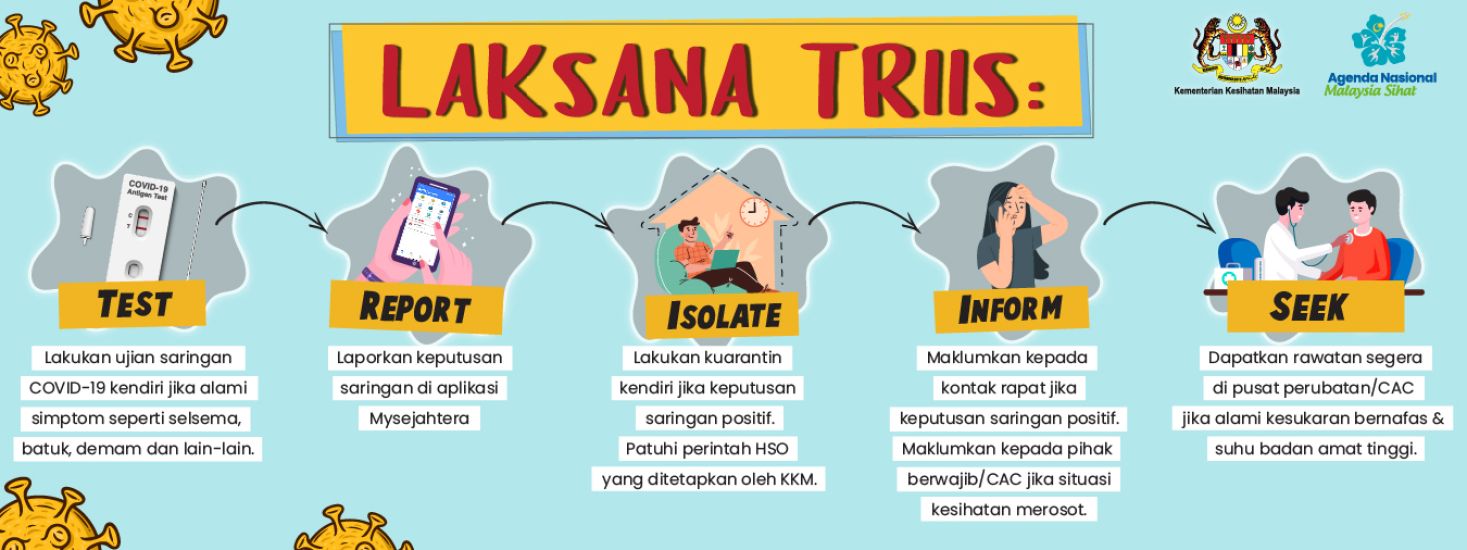 LAKSANA TRIIS:
Kementerian Kesihatan Malaysia
Agenda Nasional
Malaysia Sihat
COVID-19
Antigen Test
C
T
TEST
Lakukan ujian saringan
COVID-19 kendiri jika alami
simptom seperti selsema,
batuk, demam dan lain-lain.
REPORT
Laporkan keputusan
saringan di aplikasi
Mysejahtera
ISOLATE
Lakukan kuarantin
kendiri jika keputusan
saringan positif.
Patuhi perintah HSO
yang ditetapkan oleh KKM.
INFORM
Maklumkan kepada
kontak rapat jika
keputusan saringan positif.
Maklumkan kepada pihak
berwajib/CAC jika situasi
kesihatan merosot.
SEEK
Dapatkan rawatan segera
di pusat perubatan/CAC
jika alami kesukaran bernafas &
suhu badan amat tinggi.